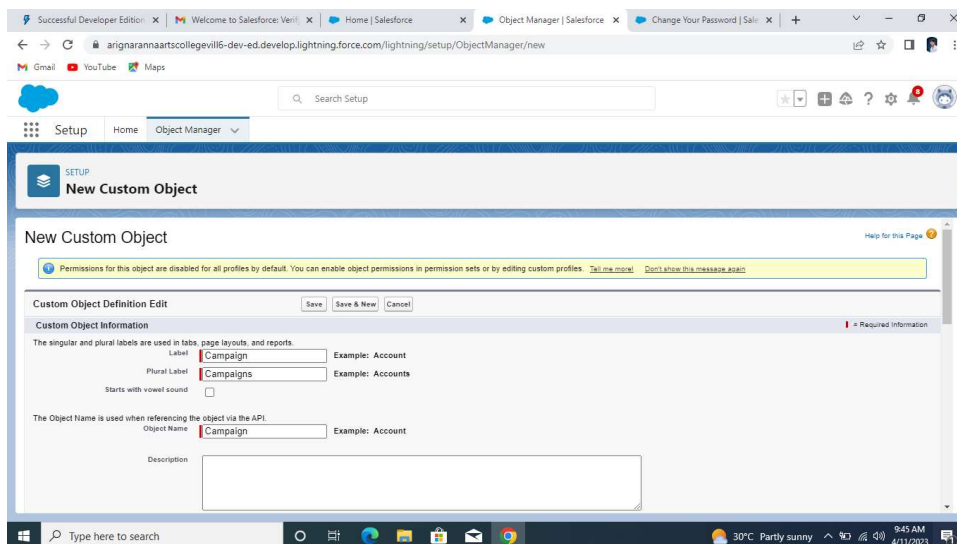 Successful Developer Edition
Welcome to Salesforce: Verif
Home | Salesforce
Object Manager | Salesforce
Change Your Password | Sale
arignarannaartscollegevill6-dev-ed.develop.lightning.force.com/lightning/setup/ObjectManager/new
Gmail YouTube Maps
Search Setup
8
Setup Home Object Manager
SETUP
New Custom Object
New Custom Object
Help for this Page
Permissions for this object are disabled for all profiles by default. You can enable object permissions in permission sets or by editing custom profiles. Tell me more! Don't show this message again
Custom Object Definition Edit Save Save & New Cancel
Custom Object Information = Required Information
The singular and plural labels are used in tabs, page layouts, and reports.
Label Campaign Example: Account
Plural Label Campaigns Example: Accounts
Starts with vowel sound
The Object Name is used when referencing the object via the API.
Object Name Campaign Example: Account
Description
Type here to search
30°C Partly sunny
9:45 AM
4/11/2023